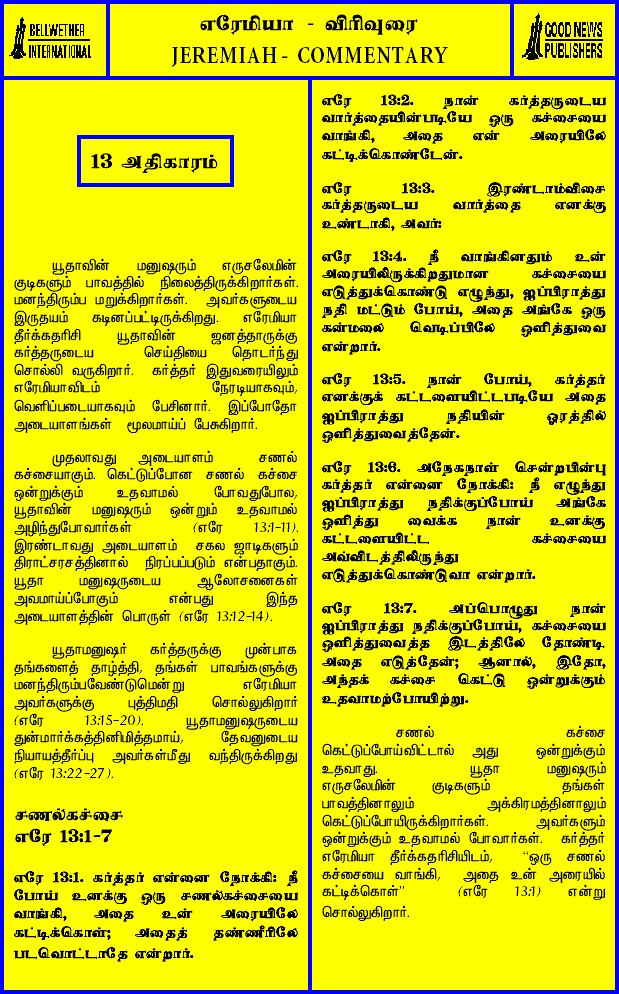 BELLWETHER
INTERNATIONAL
எரேமியா - விரிவுரை
JEREMIAH - COMMENTARY
GOOD NEWS
PUBLISHERS
13 அதிகாரம்
யூதாவின் மனுஷரும் எருசலேமின்
குடிகளும் பாவத்தில் நிலைத்திருக்கிறார்கள்.
மனந்திரும்ப மறுக்கிறார்கள். அவர்களுடைய
இருதயம் கடினப்பட்டிருக்கிறது. எரேமியா
தீர்க்கதரிசி யூதாவின் ஜனத்தாருக்கு
கர்த்தருடைய செய்தியை தொடர்ந்து
சொல்லி வருகிறார். கர்த்தர் இதுவரையிலும்
எரேமியாவிடம் நேரடியாகவும்,
வெளிப்படையாகவும் பேசினார். இப்போதோ
அடையாளங்கள் மூலமாய்ப் பேசுகிறார்.
முதலாவது அடையாளம் சணல்
கச்சையாகும். கெட்டுப்போன சணல் கச்சை
ஒன்றுக்கும் உதவாமல் போவதுபோல,
யூதாவின் மனுஷரும் ஒன்றும் உதவாமல்
அழிந்துபோவார்கள் (எரே 13:1-11).
இரண்டாவது அடையாளம் சகல ஜாடிகளும்
திராட்சரசத்தினால் நிரப்பப்படும் என்பதாகும்.
யூதா மனுஷருடைய ஆலோசனைகள்
அவமாய்ப்போகும் என்பது இந்த
அடையாளத்தின் பொருள் (எரே 13:12-14).
யூதாமனுஷர் கர்த்தருக்கு முன்பாக
தங்களைத் தாழ்த்தி, தங்கள் பாவங்களுக்கு
மனந்திரும்பவேண்டுமென்று எரேமியா
அவர்களுக்கு புத்திமதி சொல்லுகிறார்
(எரே 13:15-20). யூதாமனுஷருடைய
துன்மார்க்கத்தினிமித்தமாய், தேவனுடைய
நியாயத்தீர்ப்பு அவர்கள்மீது வந்திருக்கிறது
(எரே 13:22-27).
சணல்கச்சை
எரே 13:1-7
எரே 13:1. கர்த்தர் என்னை நோக்கி: நீ
போய் உனக்கு ஒரு சணல்கச்சையை
வாங்கி, அதை உன் அரையிலே
கட்டிக்கொள்; அதைத் தண்ணீரிலே
படவொட்டாதே என்றார்.
எரே 13:2. நான் கர்த்தருடைய
வார்த்தையின்படியே ஒரு கச்சையை
வாங்கி, அதை என் அரையிலே
கட்டிக்கொண்டேன்.
எரே 13:3. இரண்டாம்விசை
கர்த்தருடைய வார்த்தை எனக்கு
உண்டாகி, அவர்:
எரே 13:4. நீ வாங்கினதும் உன்
அரையிலிருக்கிறதுமான கச்சையை
எடுத்துக்கொண்டு எழுந்து, ஐப்பிராத்து
நதி மட்டும் போய், அதை அங்கே ஒரு
கன்மலை வெடிப்பிலே ஒளித்துவை
என்றார்.
எரே 13:5. நான் போய், கர்த்தர்
எனக்குக் கட்டளையிட்டபடியே அதை
ஐப்பிராத்து நதியின் ஓரத்தில்
ஒளித்துவைத்தேன்.
எரே 13:6. அநேகநாள் சென்றபின்பு
கர்த்தர் என்னை நோக்கி: நீ எழுந்து
ஐப்பிராத்து நதிக்குப்போய் அங்கே
ஒளித்து வைக்க நான் உனக்கு
கட்டளையிட்ட கச்சையை
அவ்விடத்திலிருந்து
எடுத்துக்கொண்டுவா என்றார்.
எரே 13:7. அப்பொழுது நான்
ஐப்பிராத்து நதிக்குப்போய், கச்சையை
ஒளித்துவைத்த இடத்திலே தோண்டி
அதை எடுத்தேன்; ஆனால், இதோ,
அந்தக் கச்சை கெட்டு ஒன்றுக்கும்
உதவாமற்போயிற்று.
சணல் கச்சை
கெட்டுப்போய்விட்டால் அது ஒன்றுக்கும்
உதவாது. யூதா மனுஷரும்
எருசலேமின் குடிகளும் தங்கள்
பாவத்தினாலும் அக்கிரமத்தினாலும்
கெட்டுப்போயிருக்கிறார்கள். அவர்களும்
ஒன்றுக்கும் உதவாமல் போவார்கள். கர்த்தர்
எரேமியா தீர்க்கதரிசியிடம், "ஒரு சணல்
கச்சையை வாங்கி, அதை உன் அரையில்
கட்டிக்கொள்" (எரே 13:1) என்று
சொல்லுகிறார்.